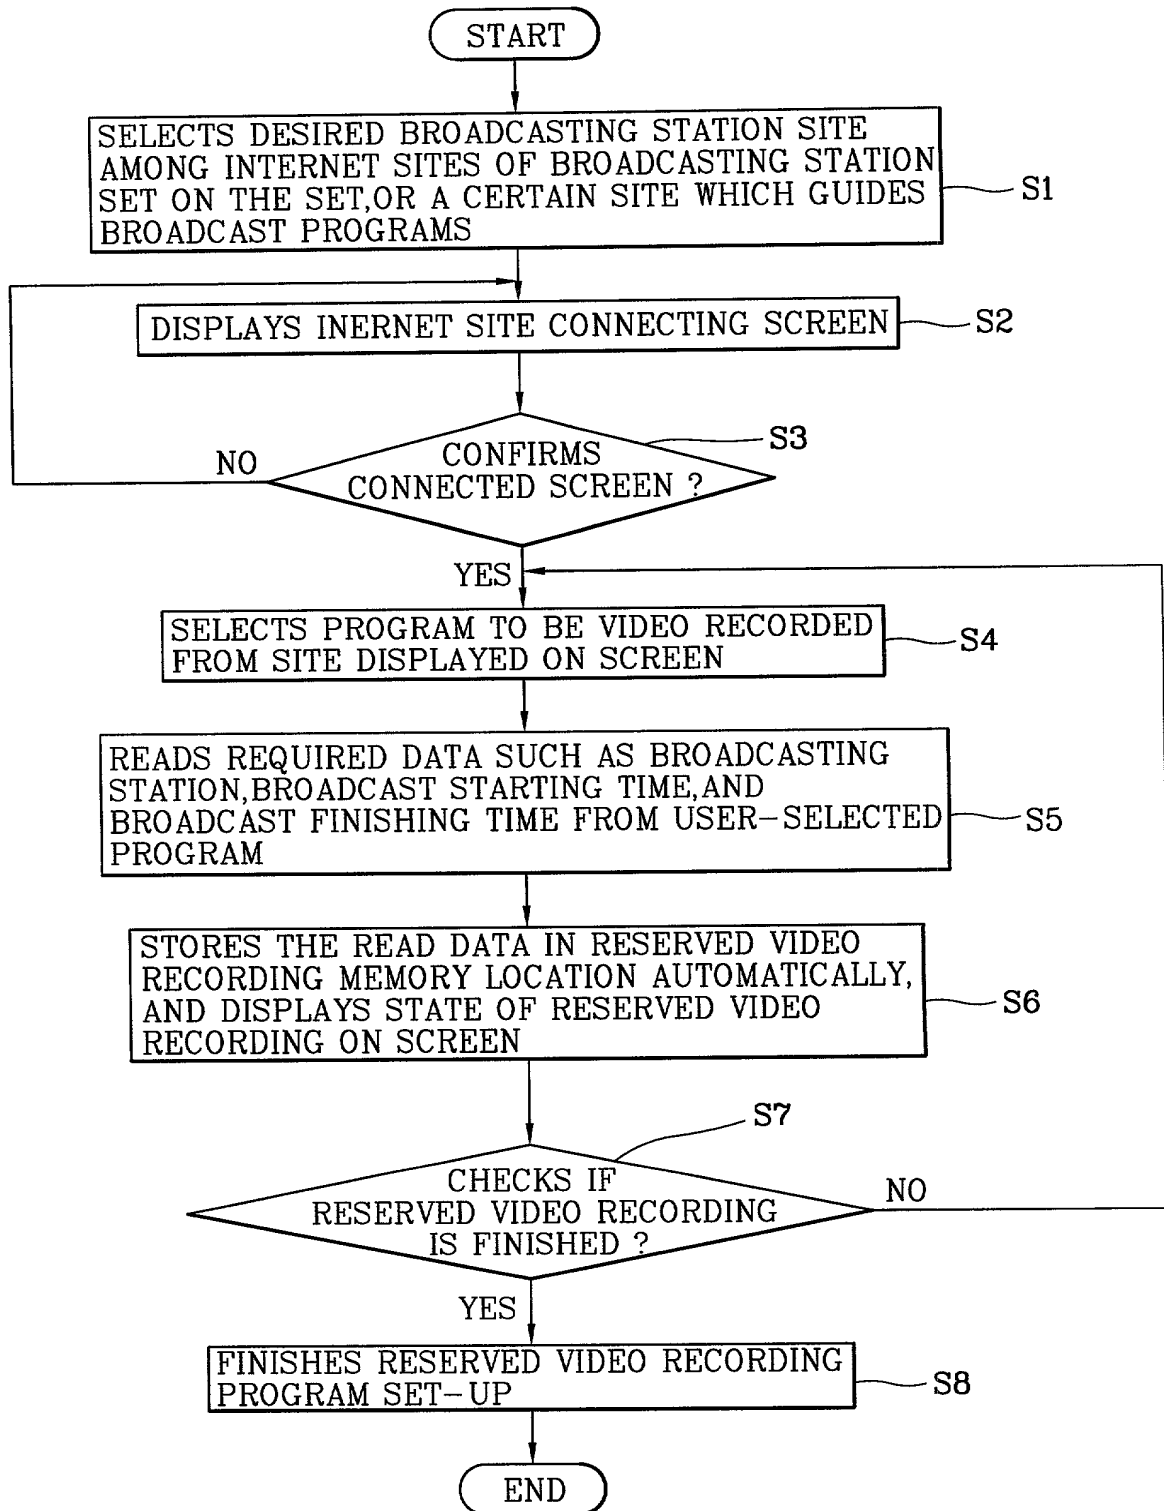 START
SELECTS DESIRED BROADCASTING STATION SITE
AMONG INTERNET SITES OF BROADCASTING STATION
SET ON THE SET,OR A CERTAIN SITE WHICH GUIDES
BROADCAST PROGRAMS
S1
DISPLAYS INERNET SITE CONNECTING SCREEN
S2
S3
CONFIRMS
CONNECTED SCREEN ?
NO
YES
SELECTS PROGRAM TO BE VIDEO RECORDED
FROM SITE DISPLAYED ON SCREEN
S4
READS REQUIRED DATA SUCH AS BROADCASTING
STATION,BROADCAST STARTING TIME,AND
BROADCAST FINISHING TIME FROM USER-SELECTED
PROGRAM
S5
STORES THE READ DATA IN RESERVED VIDEO
RECORDING MEMORY LOCATION AUTOMATICALLY,
AND DISPLAYS STATE OF RESERVED VIDEO
RECORDING ON SCREEN
S6
S7
CHECKS IF
RESERVED VIDEO RECORDING
IS FINISHED ?
NO
YES
FINISHES RESERVED VIDEO RECORDING
PROGRAM SET-UP
S8
END